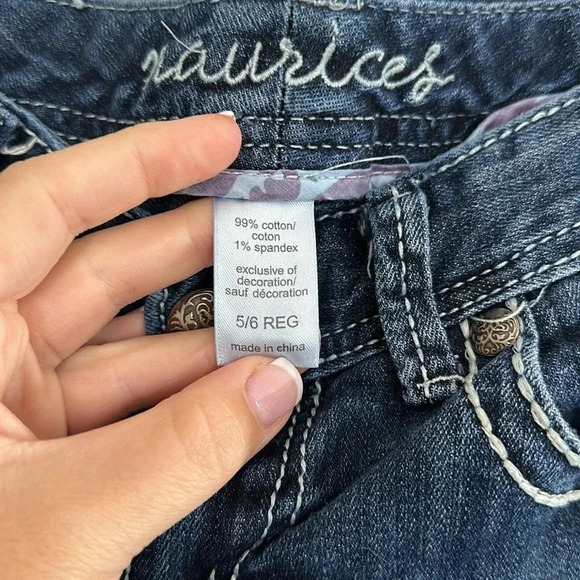 maurices
99% cotton/
coton
1% spandex
exclusive of
decoration/
sauf décoration
5/6 REG
made in china